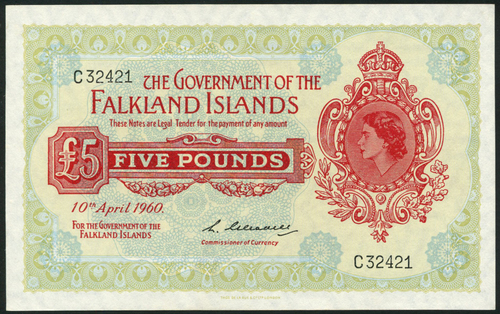 C32421
THE GOVERNMENT OF THE
FALKLAND ISLANDS
These Notes are Legal Tender for the payment of any amount
£5 FIVE POUNDS
10TH April 1960.
FOR THE GOVERNMENT OF THE
FALKLAND ISLANDS
Commissioner of Currency
C32421